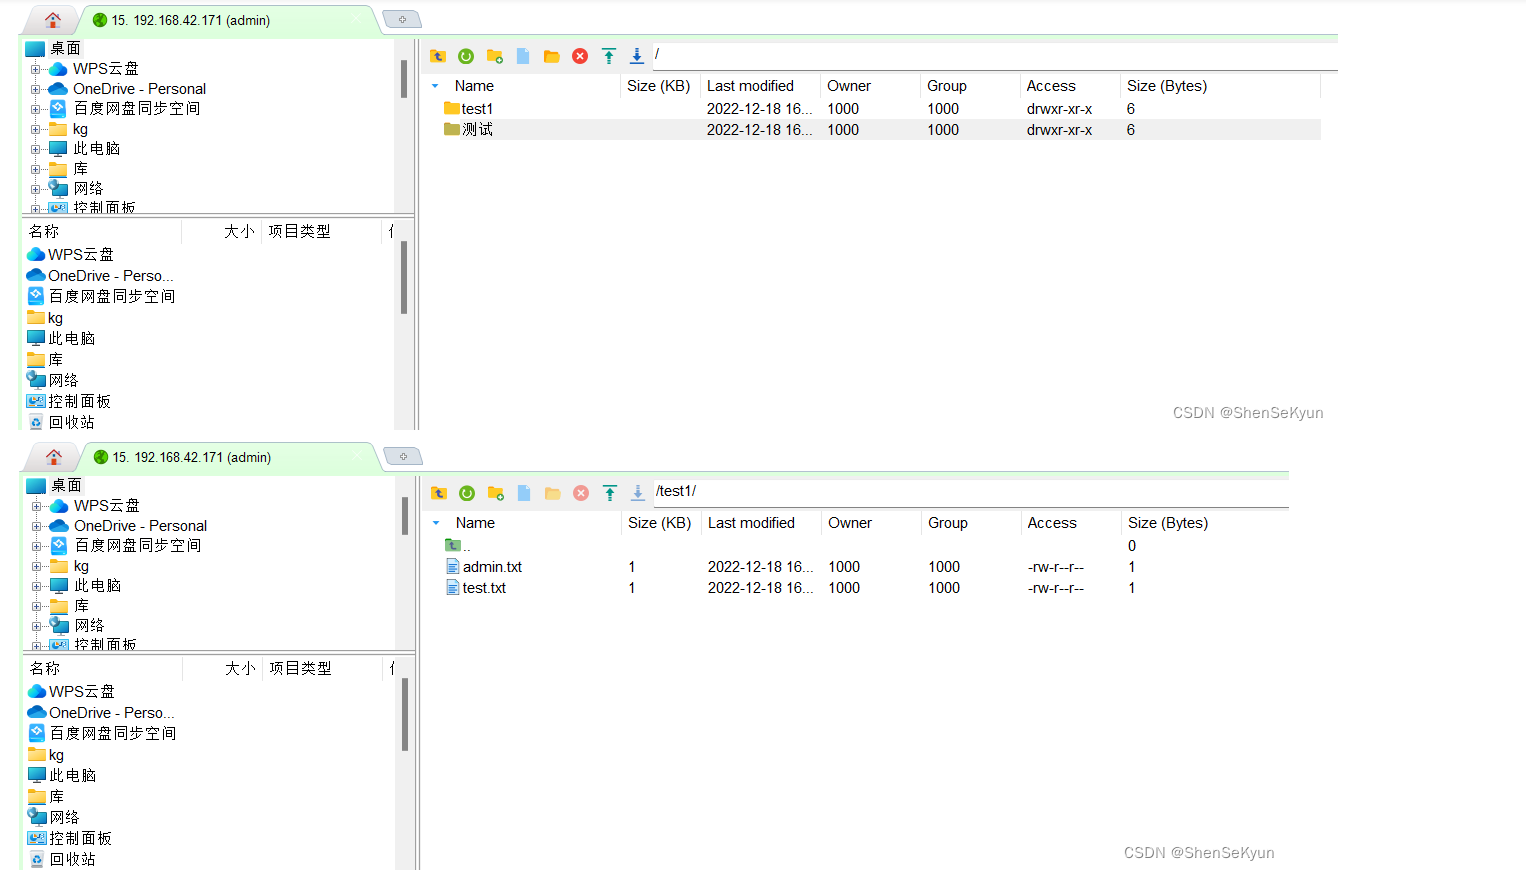 15. 192.168.42.171 (admin)
桌面
WPS云盘
OneDrive - Personal
百度网盘同步空间
kg
此电脑
库
网络
控制面板
名称 大小 项目类型
WPS云盘
OneDrive - Perso...
百度网盘同步空间
kg
此电脑
库
网络
控制面板
回收站
/
Name Size (KB) Last modified Owner Group Access Size (Bytes)
test1 2022-12-18 16... 1000 1000 drwxr-xr-x 6
测试 2022-12-18 16... 1000 1000 drwxr-xr-x 6
CSDN @ShenSeKyun
15. 192.168.42.171 (admin)
桌面
WPS云盘
OneDrive - Personal
百度网盘同步空间
kg
此电脑
库
网络
控制面板
名称 大小 项目类型
WPS云盘
OneDrive - Perso...
百度网盘同步空间
kg
此电脑
库
网络
控制面板
回收站
/test1/
Name Size (KB) Last modified Owner Group Access Size (Bytes)
.. 0
admin.txt 1 2022-12-18 16... 1000 1000 -rw-r--r-- 1
test.txt 1 2022-12-18 16... 1000 1000 -rw-r--r-- 1
CSDN @ShenSeKyun